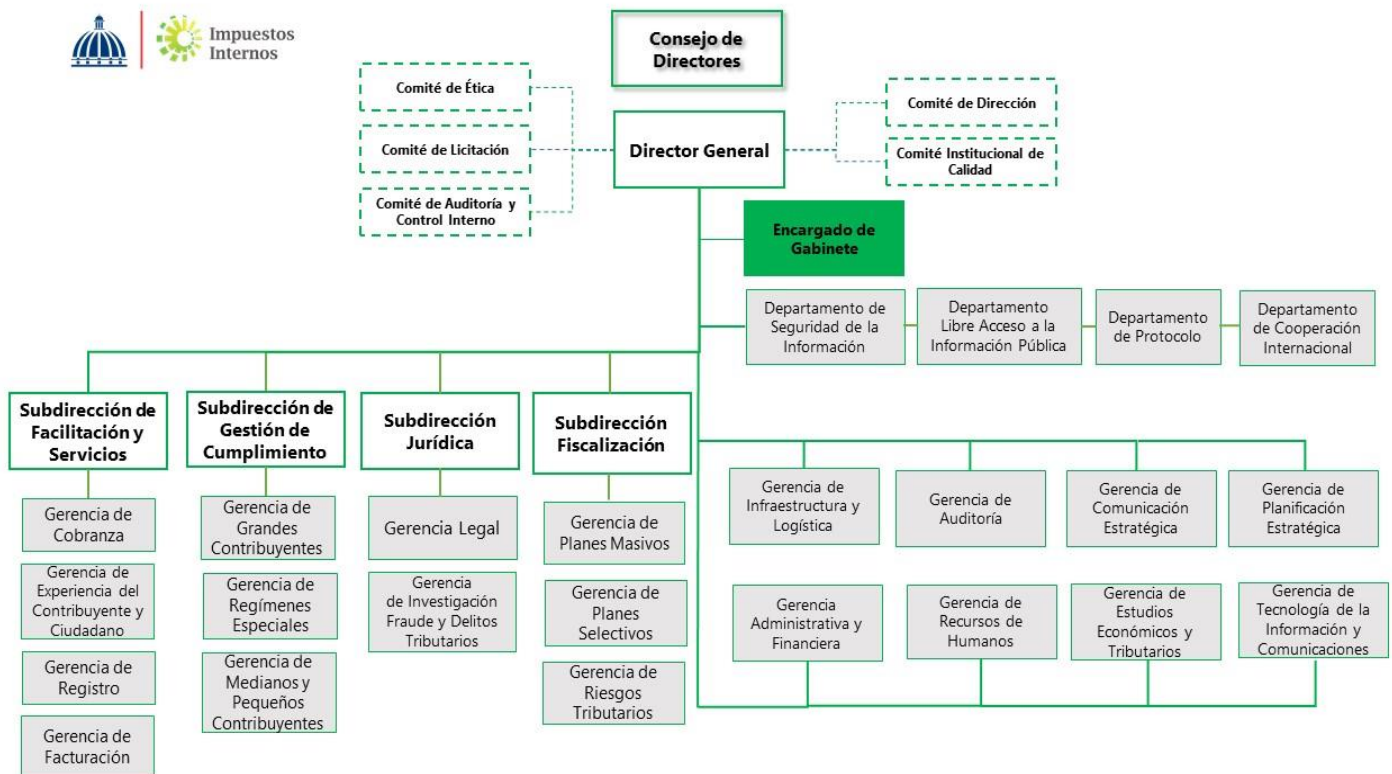 Impuestos
Internos
Consejo de
Directores
Comité de Ética
Comité de Licitación
Comité de Auditoría y
Control Interno
Director General
Comité de Dirección
Comité Institucional de
Calidad
Encargado de
Gabinete
Departamento de
Seguridad de la
Información
Departamento
Libre Acceso a la
Información Pública
Departamento
de Protocolo
Departamento
de Cooperación
Internacional
Subdirección de
Facilitación y
Servicios
Subdirección de
Gestión de
Cumplimiento
Subdirección
Jurídica
Subdirección
Fiscalización
Gerencia de
Cobranza
Gerencia de
Experiencia del
Contribuyente y
Ciudadano
Gerencia de
Registro
Gerencia de
Facturación
Gerencia de
Grandes
Contribuyentes
Gerencia de
Regímenes
Especiales
Gerencia de
Medianos y
Pequeños
Contribuyentes
Gerencia Legal
Gerencia
de Investigación
Fraude y Delitos
Tributarios
Gerencia de
Planes Masivos
Gerencia de
Planes
Selectivos
Gerencia de
Riesgos
Tributarios
Gerencia de
Infraestructura y
Logística
Gerencia de
Auditoría
Gerencia de
Comunicación
Estratégica
Gerencia de
Planificación
Estratégica
Gerencia
Administrativa y
Financiera
Gerencia de
Recursos de
Humanos
Gerencia de
Estudios
Económicos y
Tributarios
Gerencia de
Tecnología de la
Información y
Comunicaciones